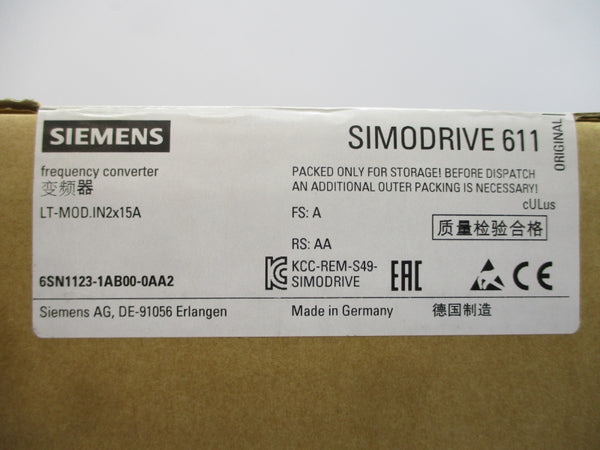 SIEMENS
SIMODRIVE 611
ORIGINAL
frequency converter
变频器
LT-MOD.IN2x15A
PACKED ONLY FOR STORAGE! BEFORE DISPATCH
AN ADDITIONAL OUTER PACKING IS NECESSARY!
cULus
FS: A
质量检验合格
RS: AA
6SN1123-1AB00-0AA2
KCC-REM-S49-
SIMODRIVE
EAC
CE
Siemens AG, DE-91056 Erlangen
Made in Germany
德国制造